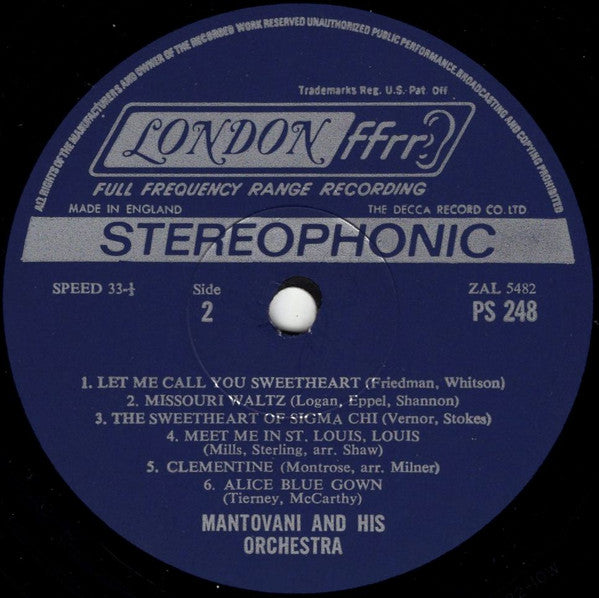 ALL RIGHTS OF THE MANUFACTURERS AND OWNER OF THE RECORDED WORK RESERVED UNAUTHORIZED PUBLIC PERFORMANCE, BROADCASTING AND COPYING PROHIBITED
Trademarks Reg. U.S. Pat. Off
LONDON ffrr
FULL FREQUENCY RANGE RECORDING
MADE IN ENGLAND THE DECCA RECORD CO. LTD.
STEREOPHONIC
SPEED 33-⅓ Side ZAL 5482
2 PS 248
1. LET ME CALL YOU SWEETHEART (Friedman, Whitson)
2. MISSOURI WALTZ (Logan, Eppel, Shannon)
3. THE SWEETHEART OF SIGMA CHI (Vernor, Stokes)
4. MEET ME IN ST. LOUIS, LOUIS
(Mills, Sterling, arr. Shaw)
5. CLEMENTINE (Montrose, arr. Milner)
6. ALICE BLUE GOWN
(Tierney, McCarthy)
MANTOVANI AND HIS
ORCHESTRA